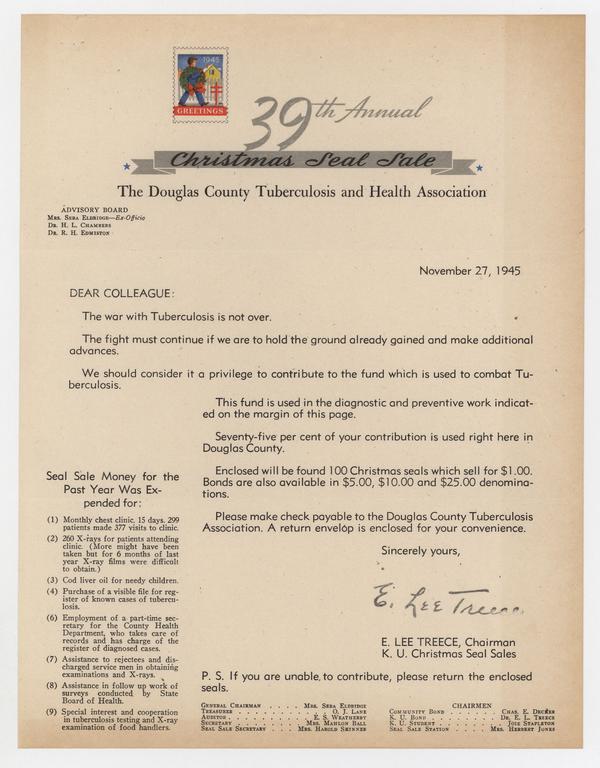 1945
GREETINGS
39th Annual
Christmas Seal Sale
The Douglas County Tuberculosis and Health Association
ADVISORY BOARD
Mrs. Seba Eldridge—Ex-Officio
Dr. H. L. Chambers
Dr. R. H. Edmiston
November 27, 1945
DEAR COLLEAGUE:
The war with Tuberculosis is not over.
The fight must continue if we are to hold the ground already gained and make additional
advances.
We should consider it a privilege to contribute to the fund which is used to combat Tu-
berculosis.
This fund is used in the diagnostic and preventive work indicat-
ed on the margin of this page.
Seventy-five per cent of your contribution is used right here in
Douglas County.
Enclosed will be found 100 Christmas seals which sell for $1.00.
Bonds are also available in $5.00, $10.00 and $25.00 denomina-
tions.
Please make check payable to the Douglas County Tuberculosis
Association. A return envelop is enclosed for your convenience.
Sincerely yours,
E. Lee Treece
E. LEE TREECE, Chairman
K. U. Christmas Seal Sales
P. S. If you are unable to contribute, please return the enclosed
seals.
Seal Sale Money for the
Past Year Was Ex-
pended for:
(1) Monthly chest clinic. 15 days. 299
patients made 377 visits to clinic.
(2) 260 X-rays for patients attending
clinic. (More might have been
taken but for 6 months of last
year X-ray films were difficult
to obtain.)
(3) Cod liver oil for needy children.
(4) Purchase of a visible file for reg-
ister of known cases of tubercu-
losis.
(6) Employment of a part-time sec-
retary for the County Health
Department, who takes care of
records and has charge of the
register of diagnosed cases.
(7) Assistance to rejectees and dis-
charged service men in obtaining
examinations and X-rays.
(8) Assistance in follow up work of
surveys conducted by State
Board of Health.
(9) Special interest and cooperation
in tuberculosis testing and X-ray
examination of food handlers.
General Chairman . . . . . Mrs. Seba Eldridge
Treasurer . . . . . O. J. Lane
Auditor . . . . . E. S. Weatherby
Secretary . . . . . Mrs. Mahlon Ball
Seal Sale Secretary . . . . . Mrs. Harold Skinner
CHAIRMEN
Community Bond . . . . . Chas. E. Decker
K. U. Bond . . . . . Dr. E. L. Treece
K. U. Student . . . . . Joie Stapleton
Seal Sale Station . . . . . Mrs. Herbert Jones